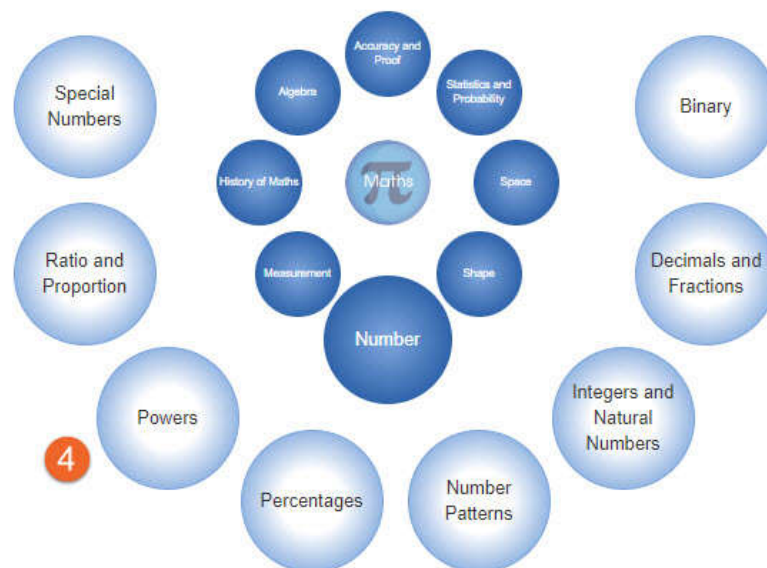 Accuracy and
Proof
Algebra
Statistics and
Probability
Special
Numbers
Binary
History of Maths
Maths
π
Space
Ratio and
Proportion
Measurement
Shape
Decimals and
Fractions
Number
Powers
Integers and
Natural
Numbers
4
Percentages
Number
Patterns